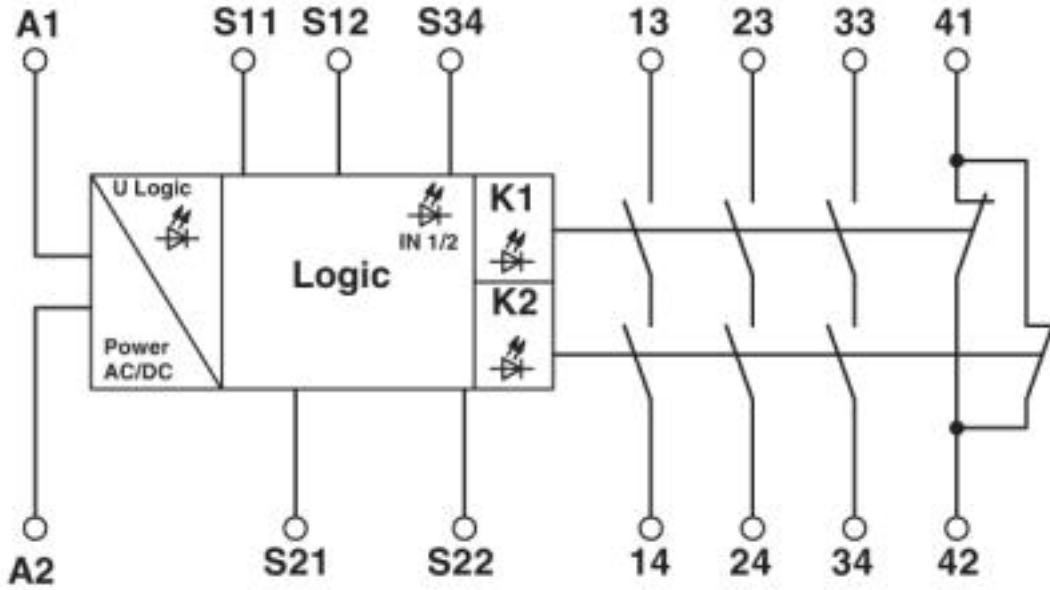 A1 S11 S12 S34 13 23 33 41
U Logic
IN 1/2
K1
Logic
K2
Power
AC/DC
A2 S21 S22 14 24 34 42